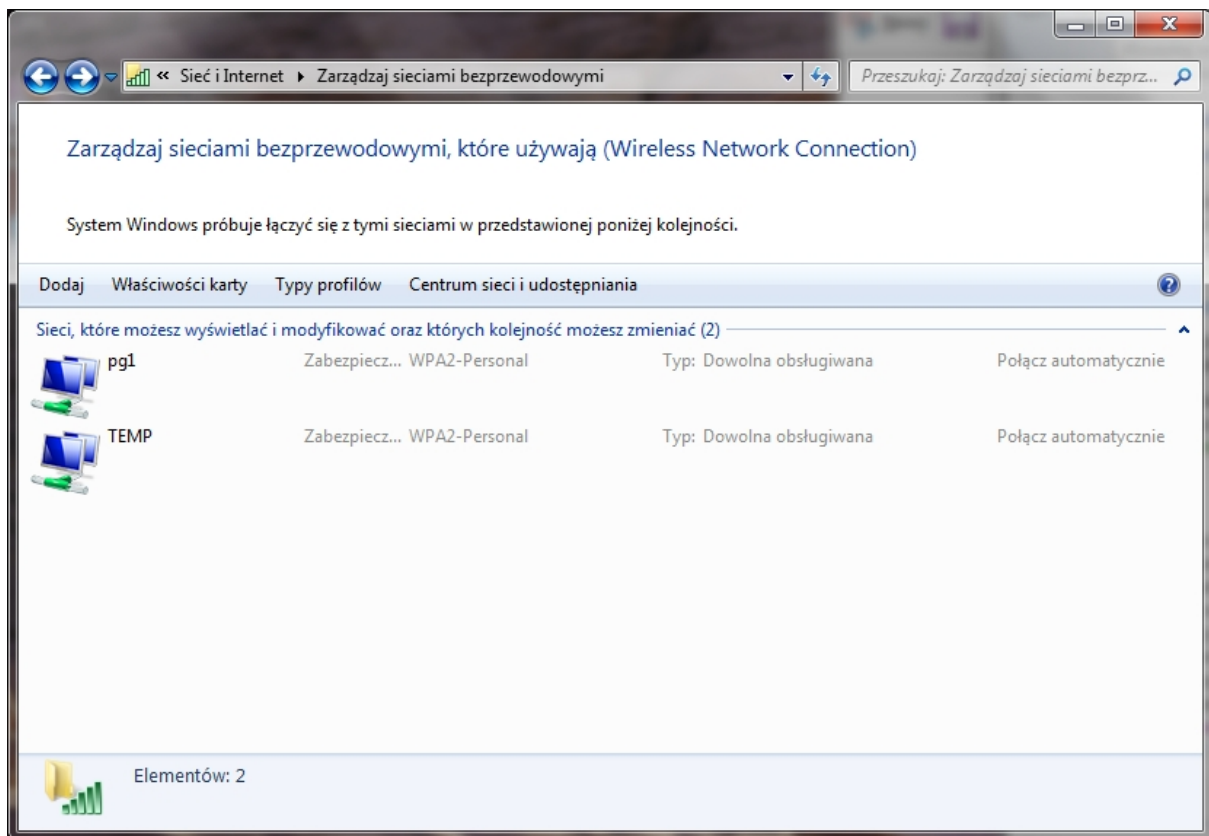 « Sieć i Internet Zarządzaj sieciami bezprzewodowymi Przeszukaj: Zarządzaj sieciami bezprz...
Zarządzaj sieciami bezprzewodowymi, które używają (Wireless Network Connection)
System Windows próbuje łączyć się z tymi sieciami w przedstawionej poniżej kolejności.
Dodaj Właściwości karty Typy profilów Centrum sieci i udostępniania
Sieci, które możesz wyświetlać i modyfikować oraz których kolejność możesz zmieniać (2)
pg1 Zabezpiecz... WPA2-Personal Typ: Dowolna obsługiwana Połącz automatycznie
TEMP Zabezpiecz... WPA2-Personal Typ: Dowolna obsługiwana Połącz automatycznie
Elementów: 2